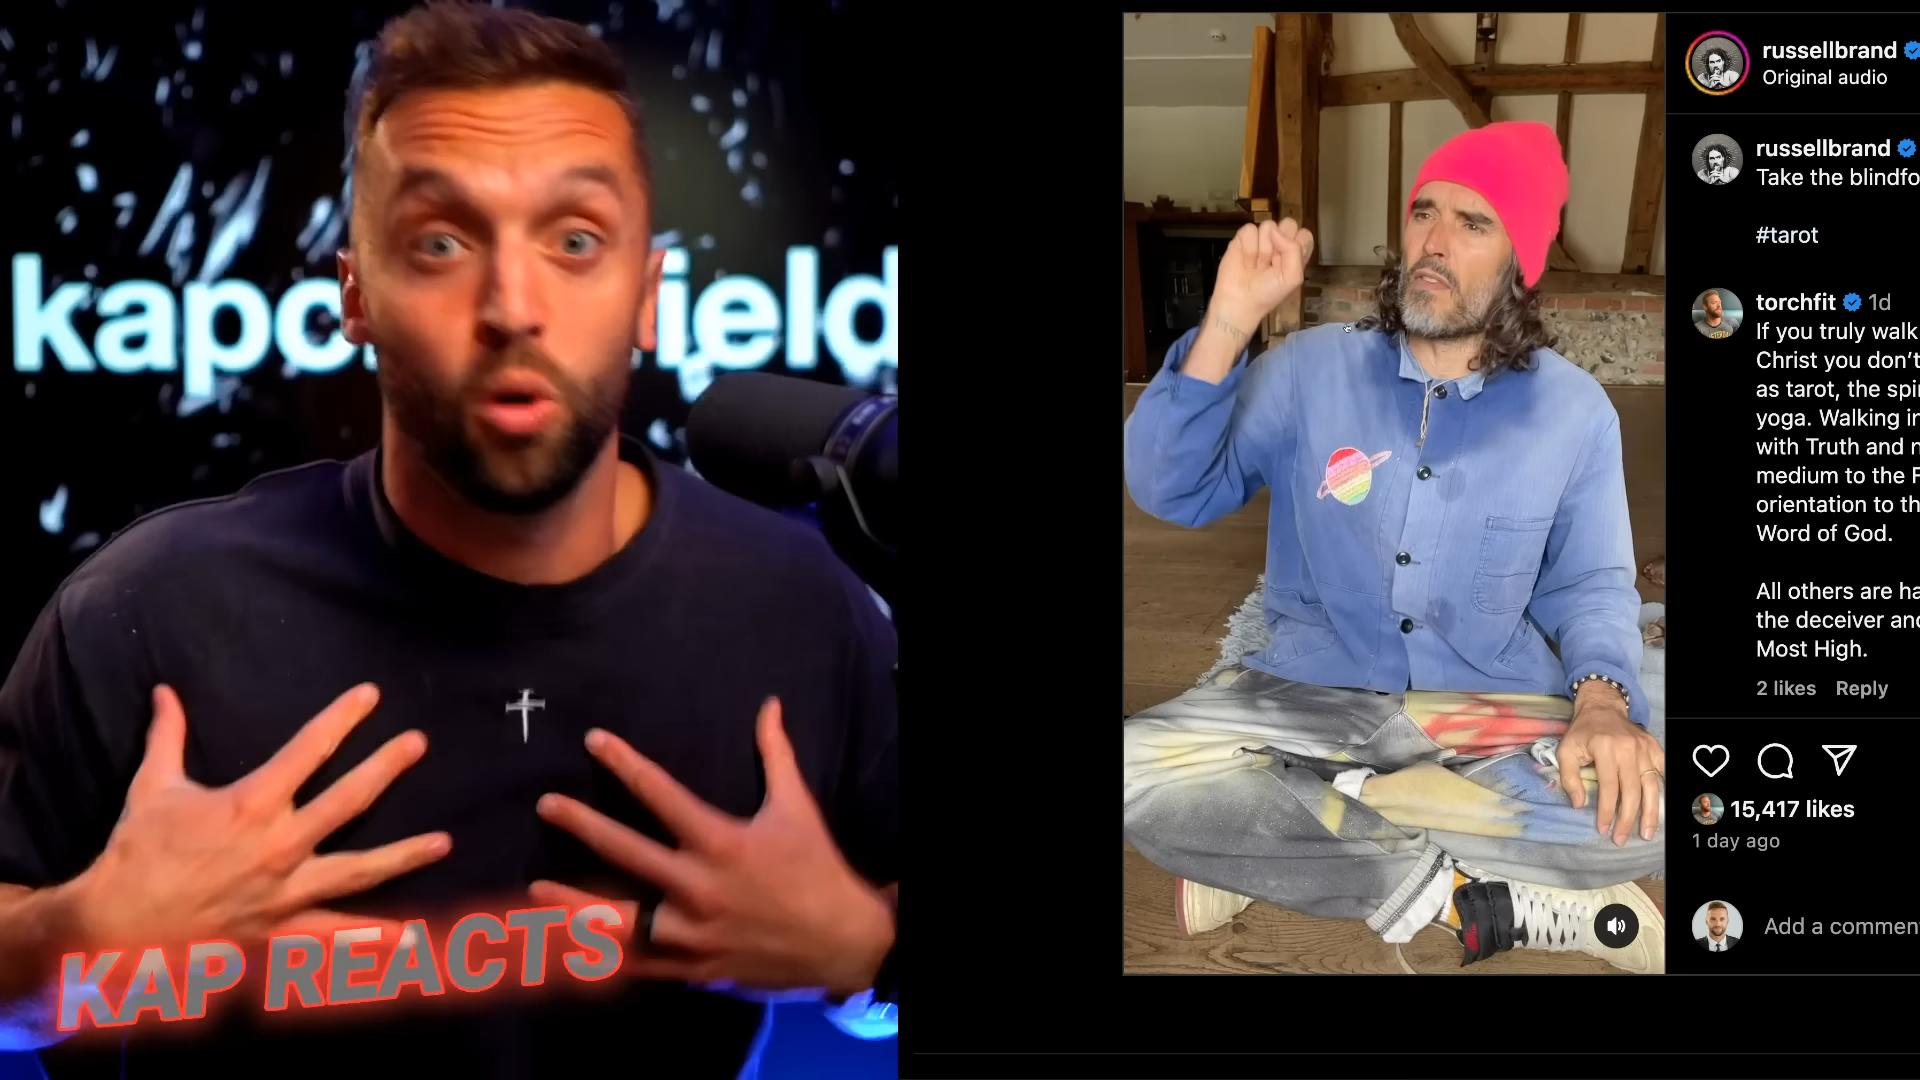 kapc ield
KAP REACTS
russellbrand
Original audio
russellbrand
Take the blindfo
#tarot
torchfit 1d
If you truly walk
Christ you don't
as tarot, the spi
yoga. Walking in
with Truth and n
medium to the F
orientation to th
Word of God.
All others are ha
the deceiver and
Most High.
2 likes Reply
15,417 likes
1 day ago
Add a commen